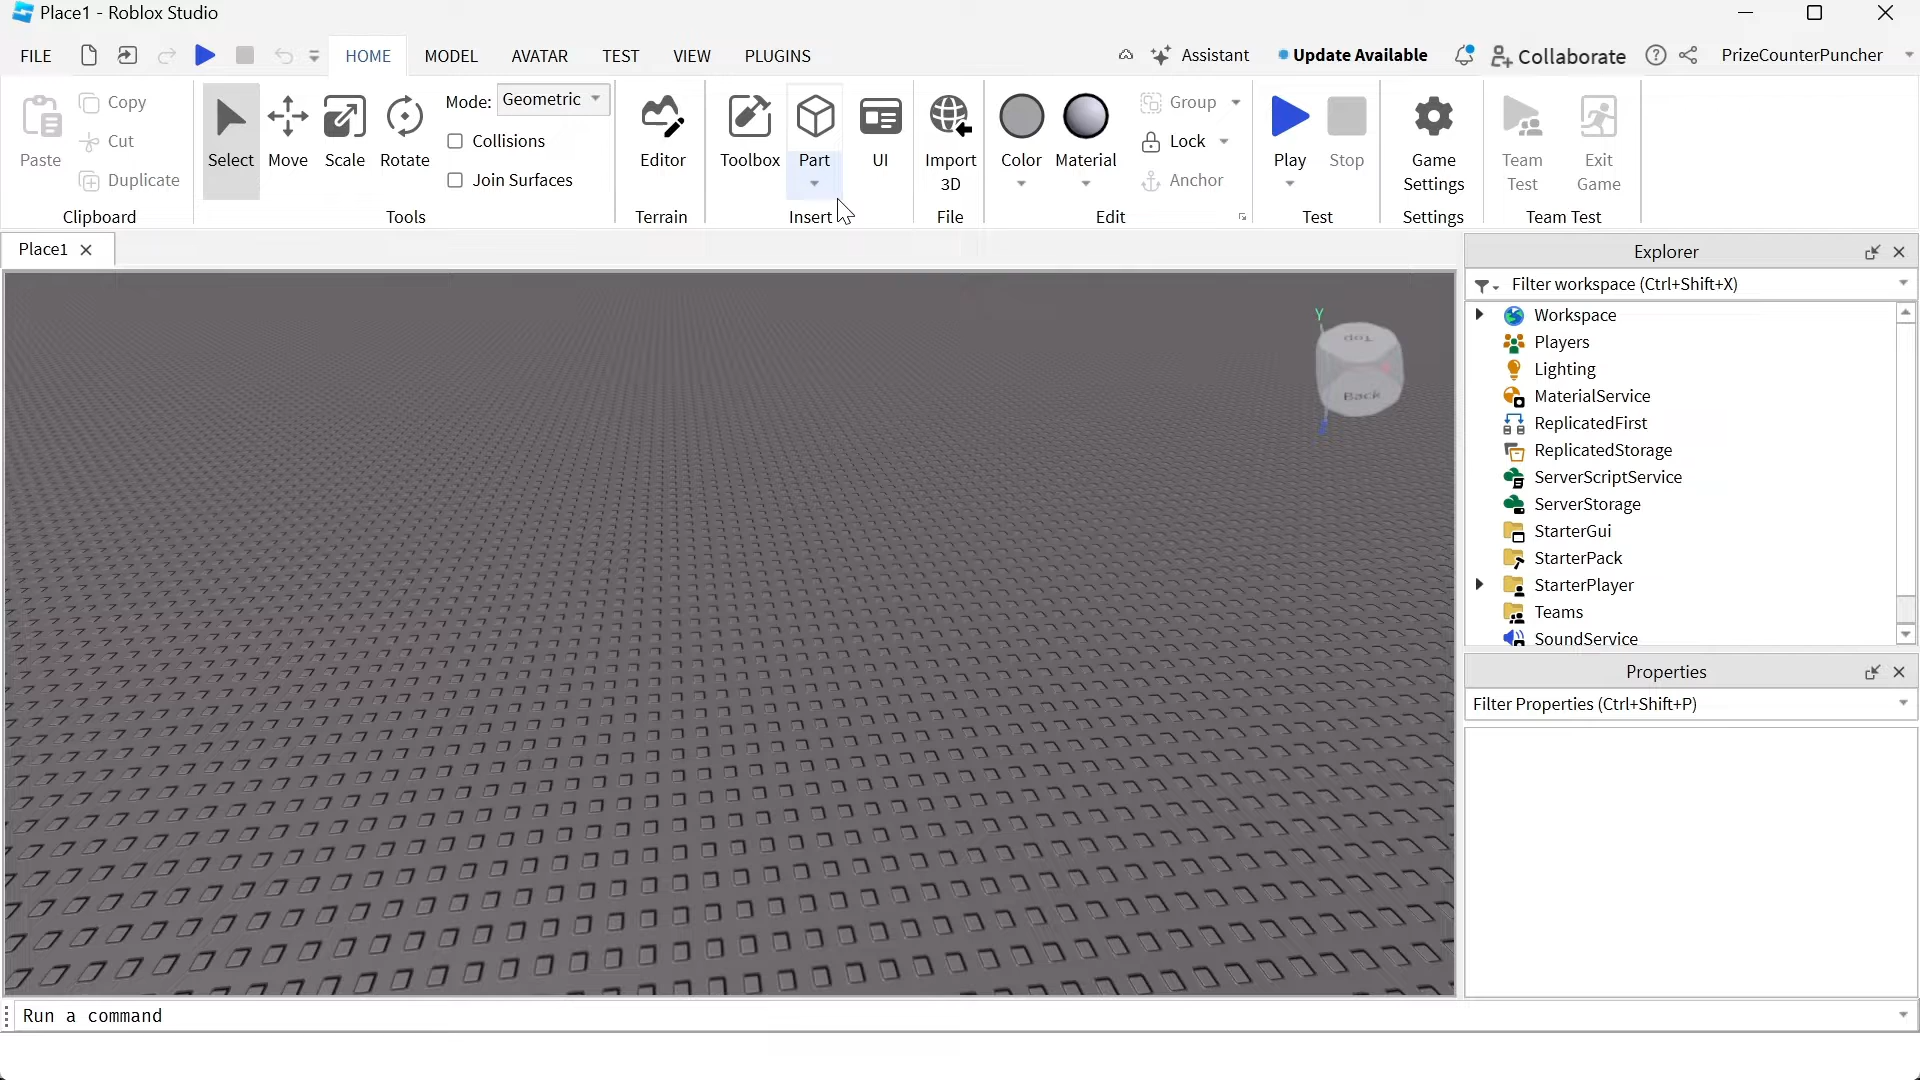 Place1 - Roblox Studio
FILE HOME MODEL AVATAR TEST VIEW PLUGINS Assistant Update Available Collaborate PrizeCounterPuncher
Paste Copy Cut Duplicate
Clipboard
Select Move Scale Rotate Mode: Geometric
Collisions
Join Surfaces
Tools
Editor
Terrain
Toolbox Part UI
Insert
Import
3D
File
Color Material Group
Lock
Anchor
Edit
Play Stop
Test
Game
Settings
Settings
Team
Test
Exit
Game
Team Test
Place1
Y
Top
Back
Explorer
Filter workspace (Ctrl+Shift+X)
Workspace
Players
Lighting
MaterialService
ReplicatedFirst
ReplicatedStorage
ServerScriptService
ServerStorage
StarterGui
StarterPack
StarterPlayer
Teams
SoundService
Properties
Filter Properties (Ctrl+Shift+P)
Run a command